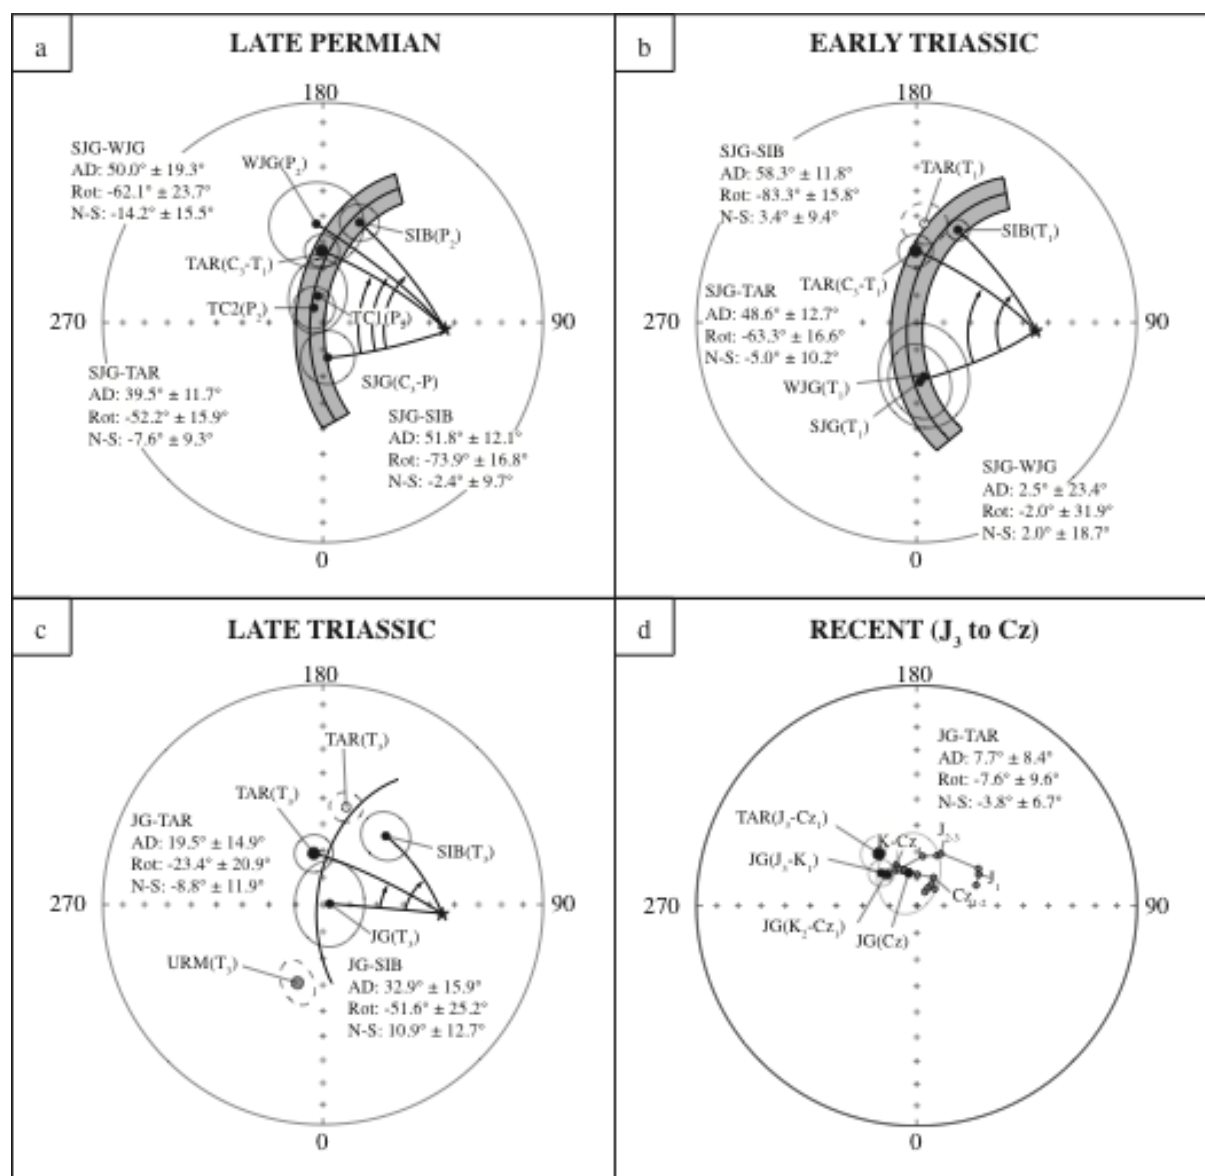 a
LATE PERMIAN
180
SJG-WJG
AD: 50.0° ± 19.3°
Rot: -62.1° ± 23.7°
N-S: -14.2° ± 15.5°
WJG(P₂)
SIB(P₂)
TAR(C₃-T₁)
TC2(P₂)
TC1(P₂)
270
90
SJG(C₃-P)
SJG-TAR
AD: 39.5° ± 11.7°
Rot: -52.2° ± 15.9°
N-S: -7.6° ± 9.3°
SJG-SIB
AD: 51.8° ± 12.1°
Rot: -73.9° ± 16.8°
N-S: -2.4° ± 9.7°
0
b
EARLY TRIASSIC
180
SJG-SIB
AD: 58.3° ± 11.8°
Rot: -83.3° ± 15.8°
N-S: 3.4° ± 9.4°
TAR(T₁)
SIB(T₁)
TAR(C₃-T₁)
SJG-TAR
AD: 48.6° ± 12.7°
Rot: -63.3° ± 16.6°
N-S: -5.0° ± 10.2°
270
90
WJG(T₁)
SJG(T₁)
SJG-WJG
AD: 2.5° ± 23.4°
Rot: -2.0° ± 31.9°
N-S: 2.0° ± 18.7°
0
c
LATE TRIASSIC
180
TAR(T₃)
TAR(T₃)
JG-TAR
AD: 19.5° ± 14.9°
Rot: -23.4° ± 20.9°
N-S: -8.8° ± 11.9°
SIB(T₃)
270
90
JG(T₃)
URM(T₃)
JG-SIB
AD: 32.9° ± 15.9°
Rot: -51.6° ± 25.2°
N-S: 10.9° ± 12.7°
0
d
RECENT (J₃ to Cz)
180
JG-TAR
AD: 7.7° ± 8.4°
Rot: -7.6° ± 9.6°
N-S: -3.8° ± 6.7°
TAR(J₃-Cz₁)
K-Cz
J₂₋₃
JG(J₃-K₁)
J₁
Cz₁₋₂
270
90
JG(K₂-Cz₁)
JG(Cz)
0